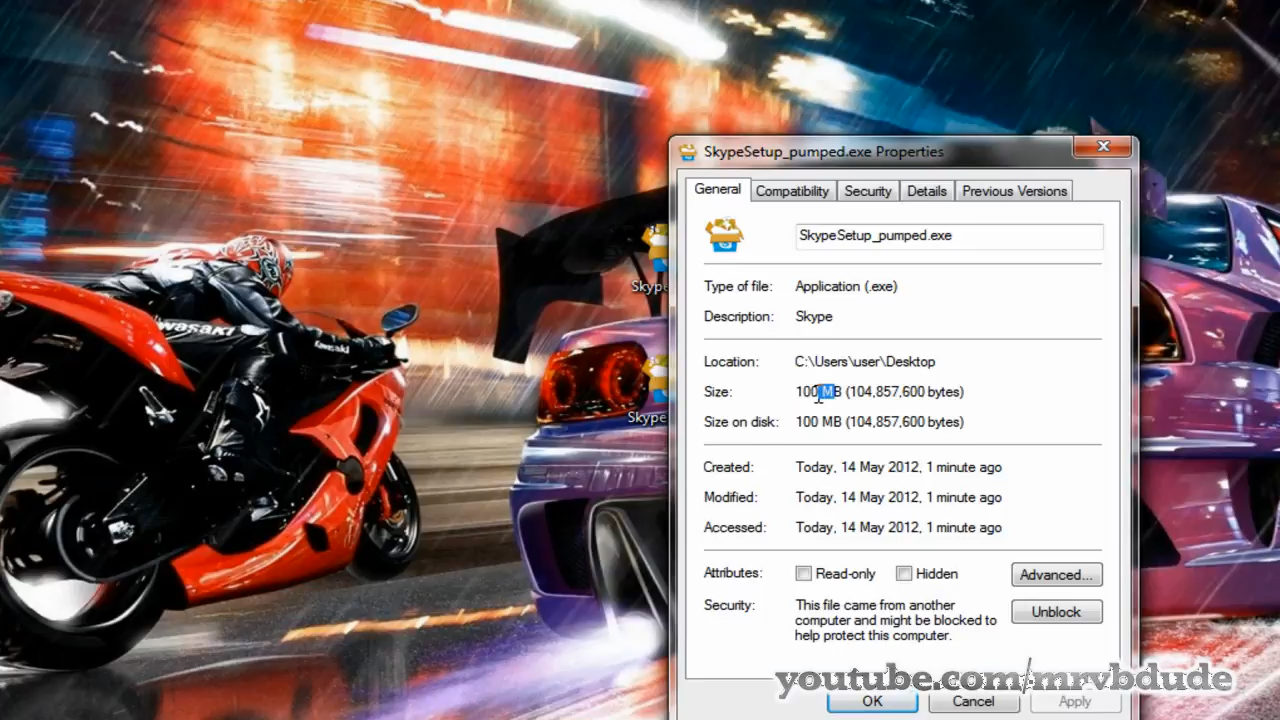 SkypeSetup_pumped.exe Properties
General Compatibility Security Details Previous Versions
SkypeSetup_pumped.exe
Type of file: Application (.exe)
Description: Skype
Location: C:\Users\user\Desktop
Size: 100 MB (104,857,600 bytes)
Size on disk: 100 MB (104,857,600 bytes)
Created: Today, 14 May 2012, 1 minute ago
Modified: Today, 14 May 2012, 1 minute ago
Accessed: Today, 14 May 2012, 1 minute ago
Attributes: Read-only Hidden Advanced...
Security: This file came from another
computer and might be blocked to
help protect this computer.
Unblock
OK Cancel Apply
youtube.com/mrvbdude
Skype
Skype
wasaki
Kawasaki